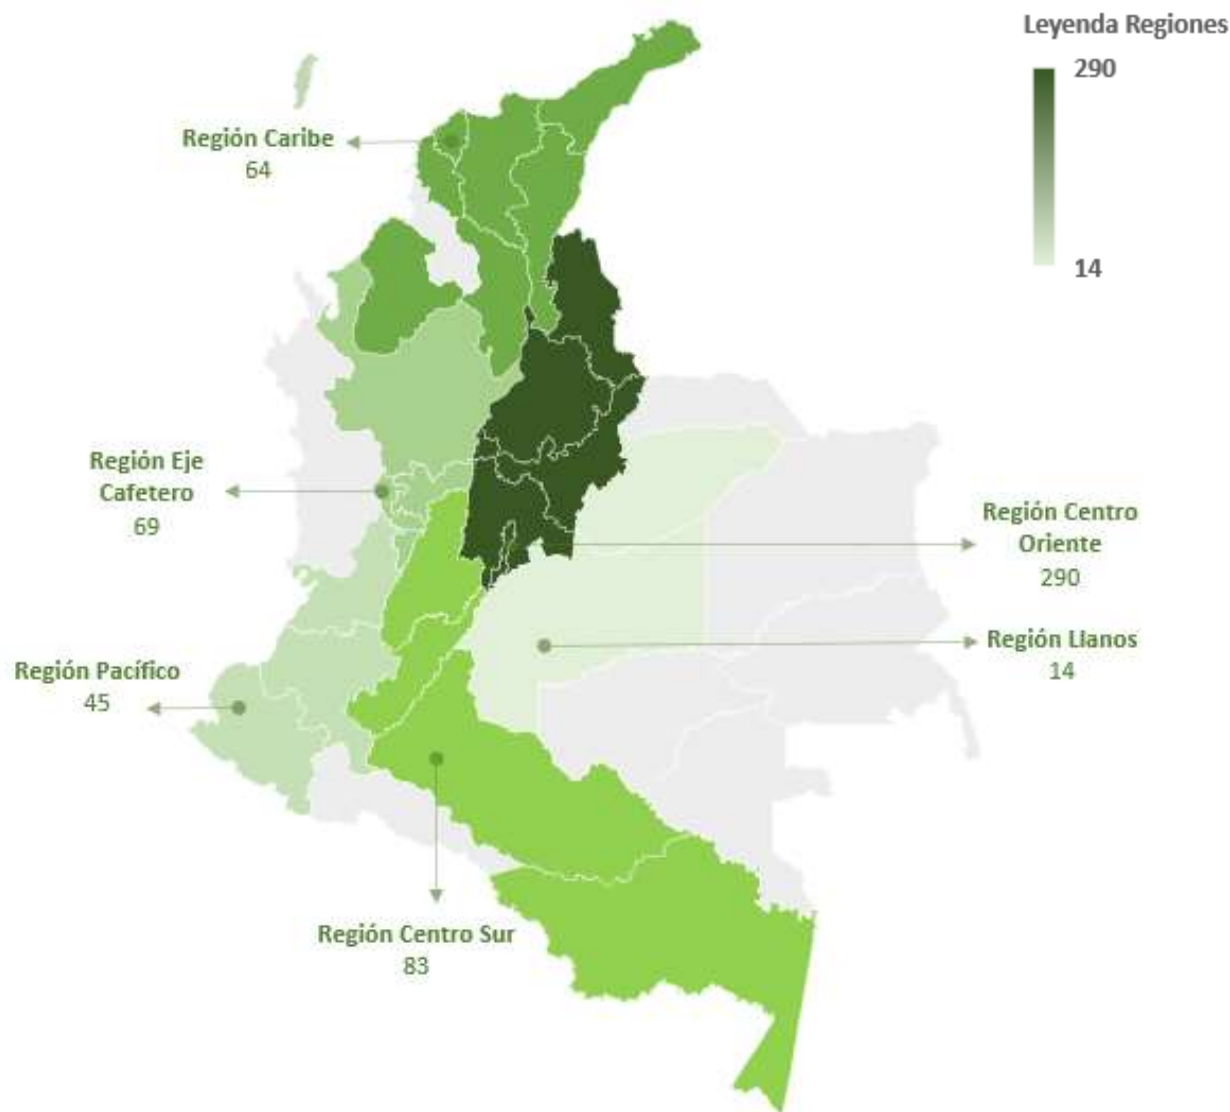 Leyenda Regiones
290
14
Región Caribe
64
Región Eje
Cafetero
69
Región Centro
Oriente
290
Región Llanos
14
Región Pacífico
45
Región Centro Sur
83